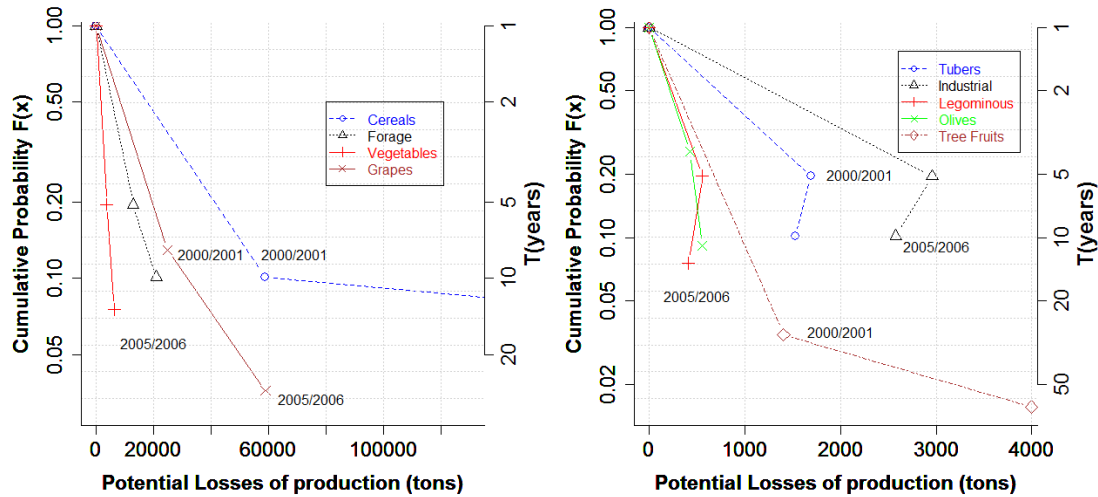 Cumulative Probability F(x)
1.00
0.50
0.20
0.10
0.05
Cereals
Forage
Vegetables
Grapes
2000/2001
2000/2001
2005/2006
2005/2006
1
2
5
10
20
T(years)
0
20000
60000
100000
Potential Losses of production (tons)
Cumulative Probability F(x)
1.00
0.50
0.20
0.10
0.05
0.02
Tubers
Industrial
Legominous
Olives
Tree Fruits
2000/2001
2005/2006
2005/2006
2000/2001
1
2
5
10
20
50
T(years)
0
1000
2000
3000
4000
Potential Losses of production (tons)